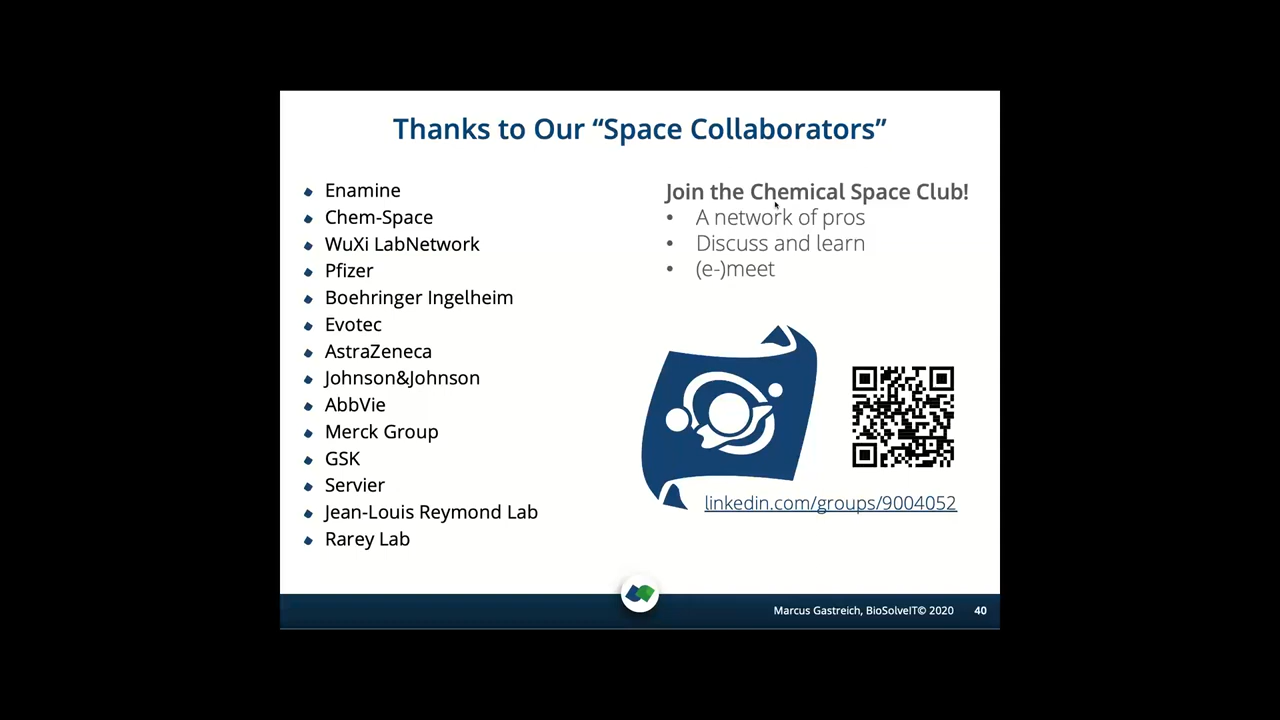 Thanks to Our “Space Collaborators”
Enamine
Chem-Space
WuXi LabNetwork
Pfizer
Boehringer Ingelheim
Evotec
AstraZeneca
Johnson&Johnson
AbbVie
Merck Group
GSK
Servier
Jean-Louis Reymond Lab
Rarey Lab
Join the Chemical Space Club!
• A network of pros
• Discuss and learn
• (e-)meet
linkedin.com/groups/9004052
Marcus Gastreich, BioSolveIT© 2020 40